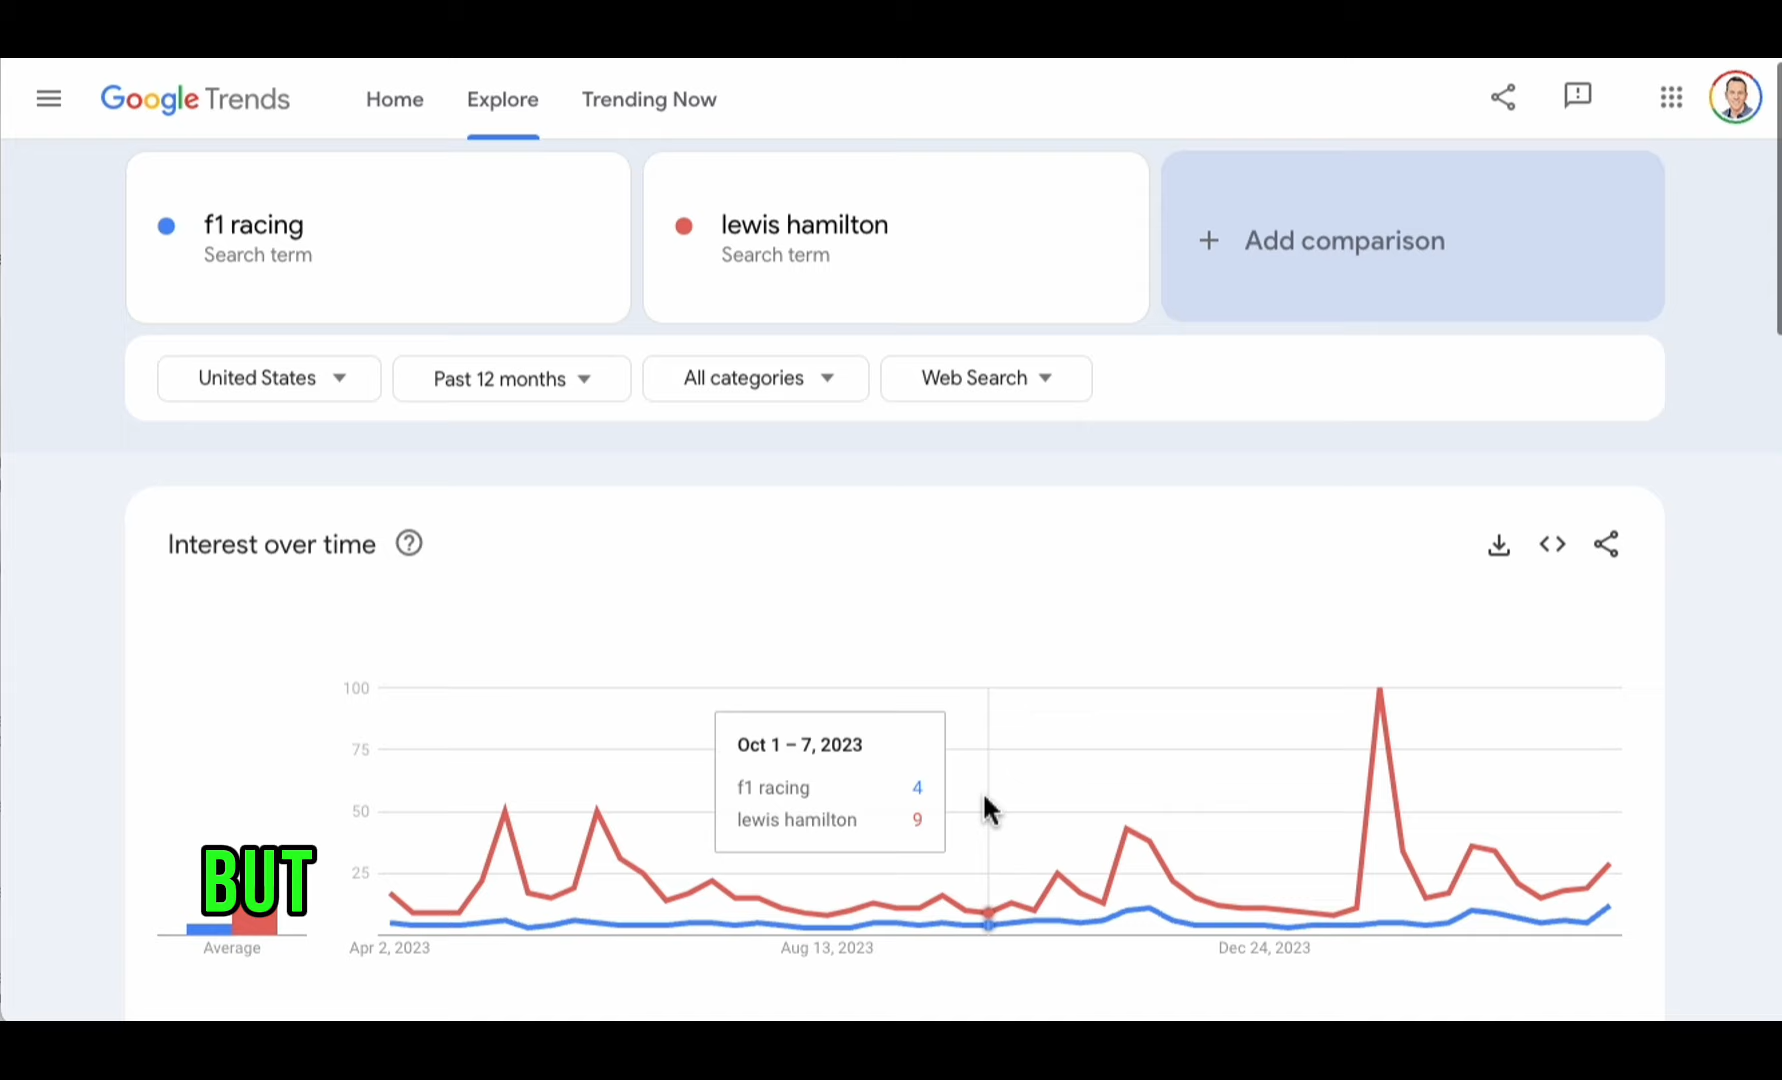 Google Trends Home Explore Trending Now
f1 racing
Search term
lewis hamilton
Search term
+ Add comparison
United States Past 12 months All categories Web Search
Interest over time ?
100
75
50
25
Oct 1 – 7, 2023
f1 racing 4
lewis hamilton 9
BUT
Average
Apr 2, 2023 Aug 13, 2023 Dec 24, 2023